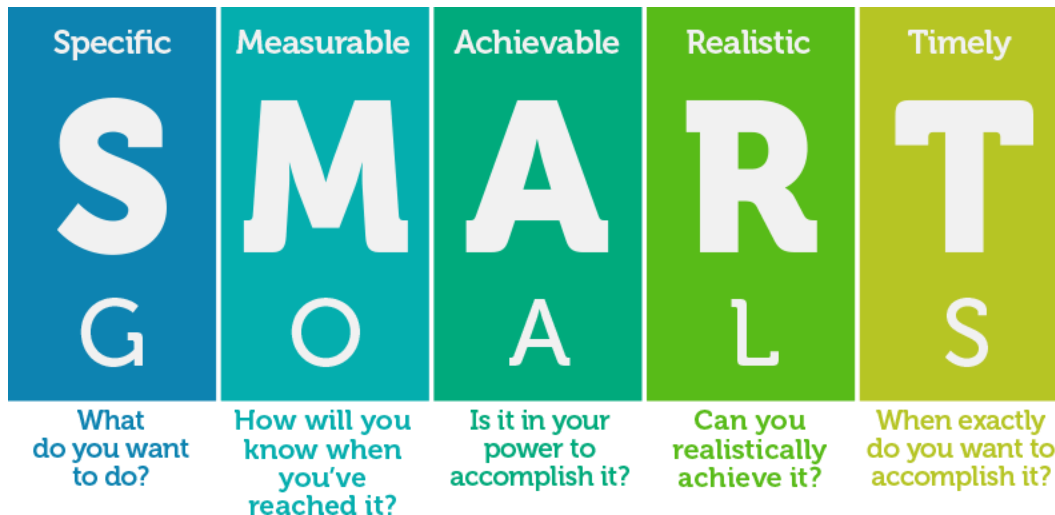 Specific
Measurable
Achievable
Realistic
Timely
S M A R T
G O A L S
What
do you want
to do?
How will you
know when
you've
reached it?
Is it in your
power to
accomplish it?
Can you
realistically
achieve it?
When exactly
do you want to
accomplish it?